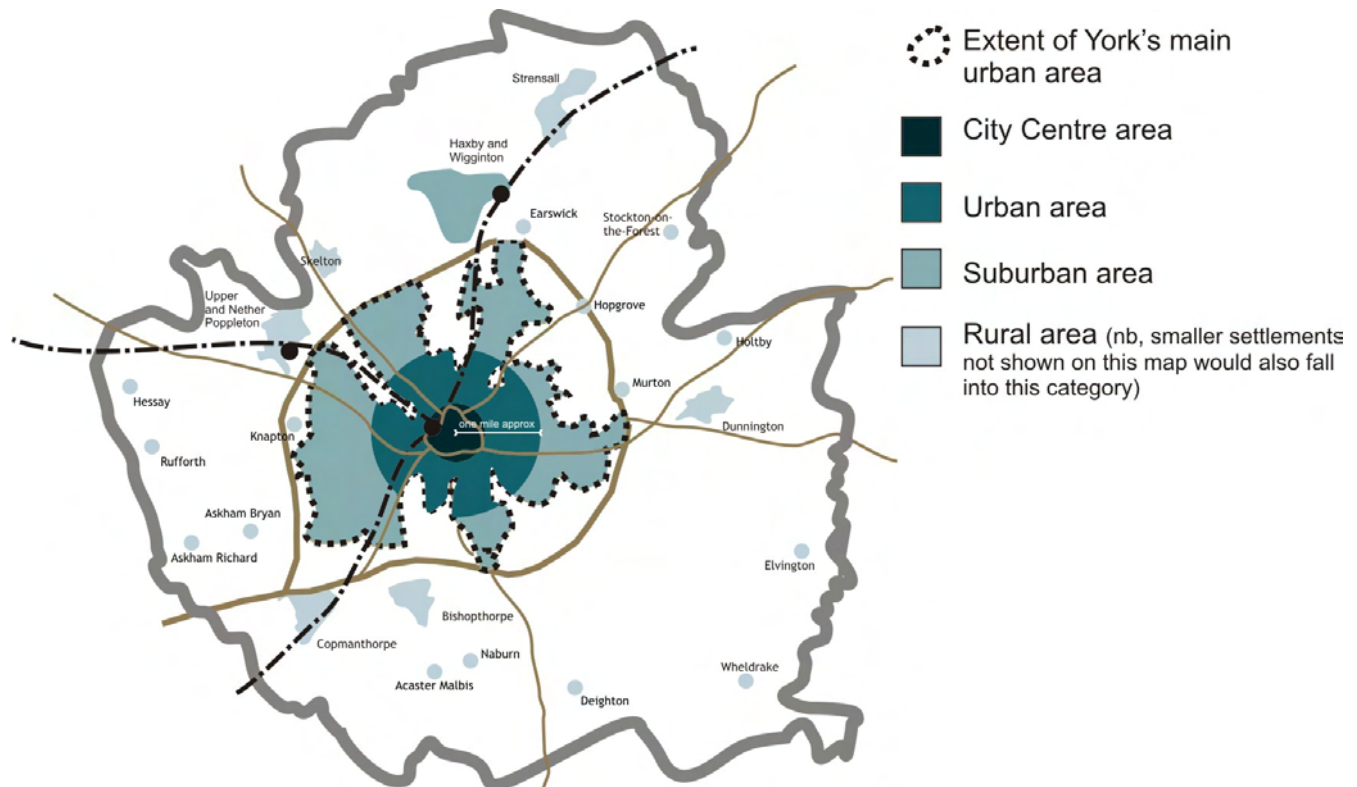 Strensall
Haxby and
Wigginton
Earswick
Stockton-on-
the-Forest
Skelton
Upper
and Nether
Poppleton
Hopgrove
Holtby
Hessay
Murton
Knapton
one mile approx
Dunnington
Rufforth
Askham Bryan
Askham Richard
Elvington
Bishopthorpe
Copmanthorpe
Naburn
Acaster Malbis
Wheldrake
Deighton
Extent of York's main
urban area
City Centre area
Urban area
Suburban area
Rural area (nb, smaller settlements
not shown on this map would also fall
into this category)